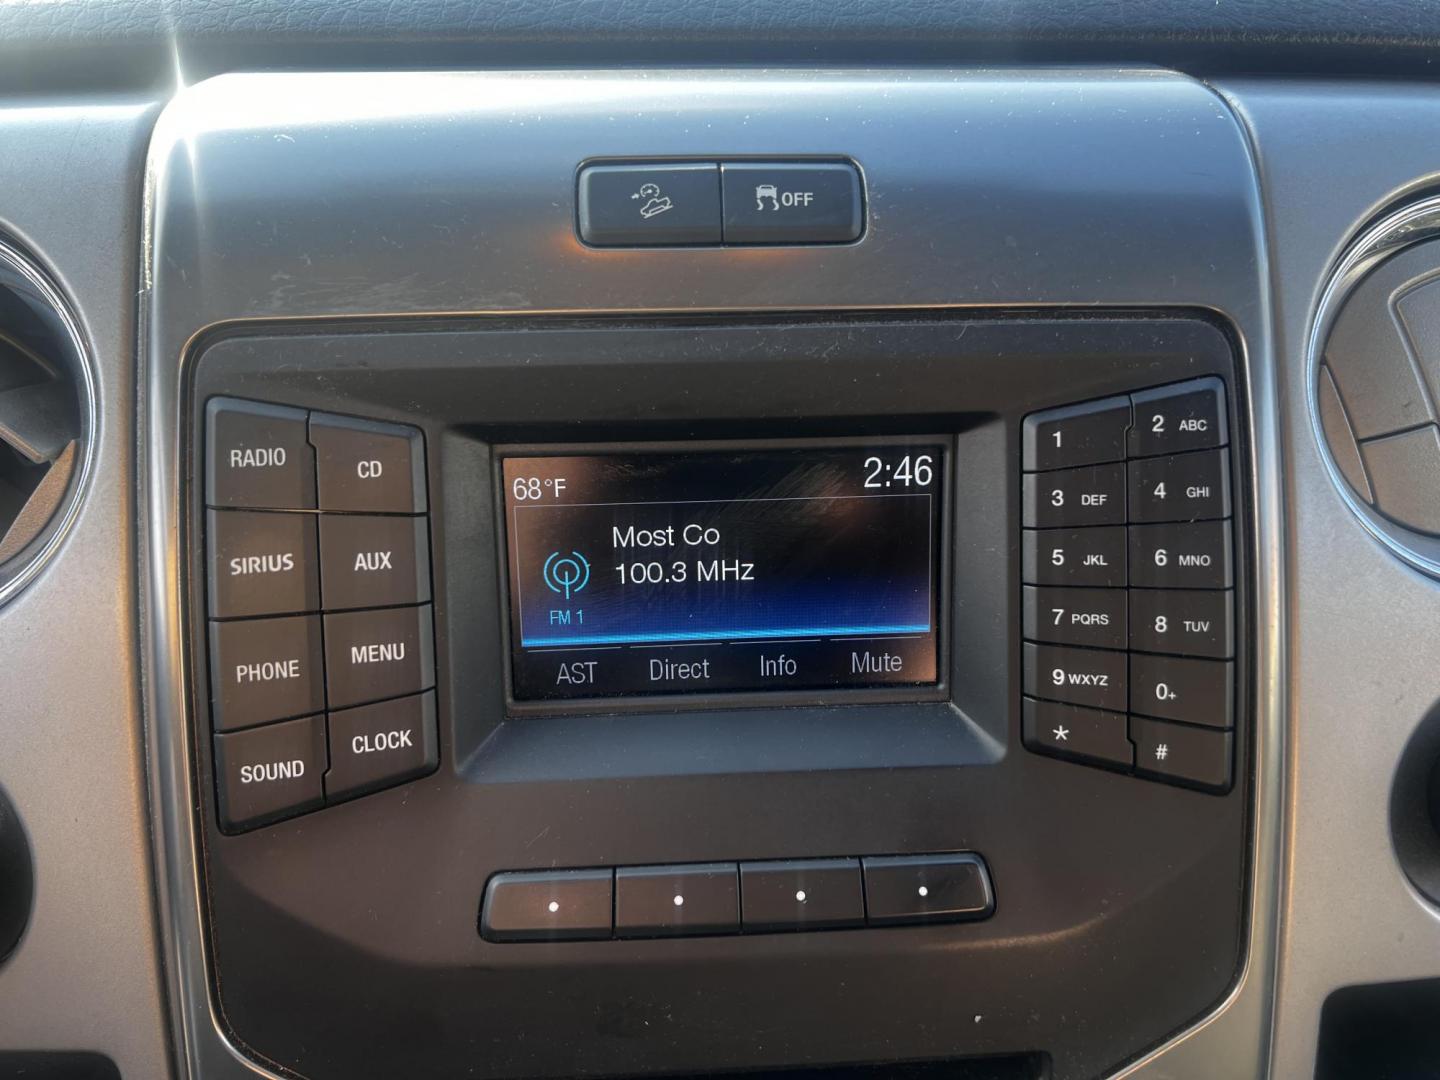 OFF
RADIO
CD
SIRIUS
AUX
PHONE
MENU
SOUND
CLOCK
68°F
2:46
Most Co
100.3 MHz
FM 1
AST Direct Info Mute
1
2 ABC
3 DEF
4 GHI
5 JKL
6 MNO
7 PQRS
8 TUV
9 WXYZ
0+
*
#